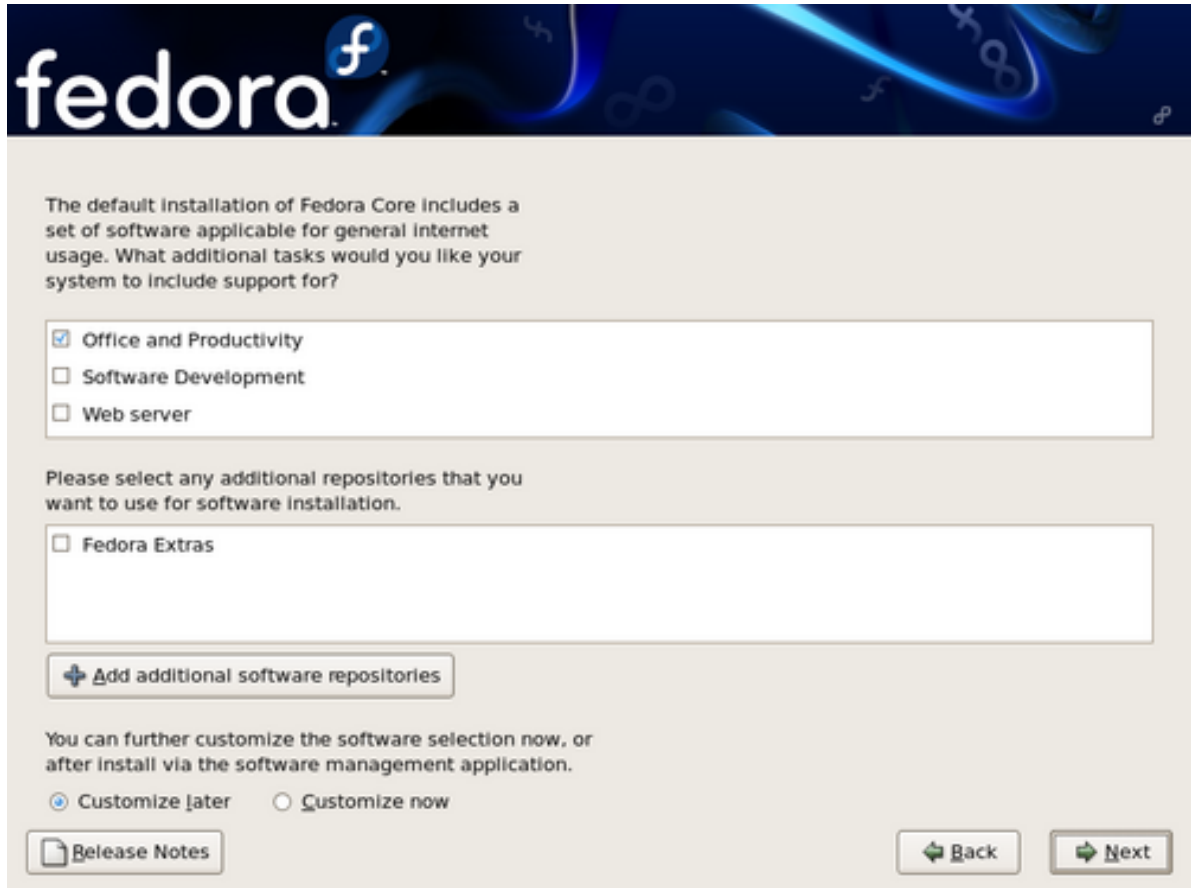 fedora
The default installation of Fedora Core includes a
set of software applicable for general internet
usage. What additional tasks would you like your
system to include support for?
Office and Productivity
Software Development
Web server
Please select any additional repositories that you
want to use for software installation.
Fedora Extras
Add additional software repositories
You can further customize the software selection now, or
after install via the software management application.
Customize later
Customize now
Release Notes
Back
Next